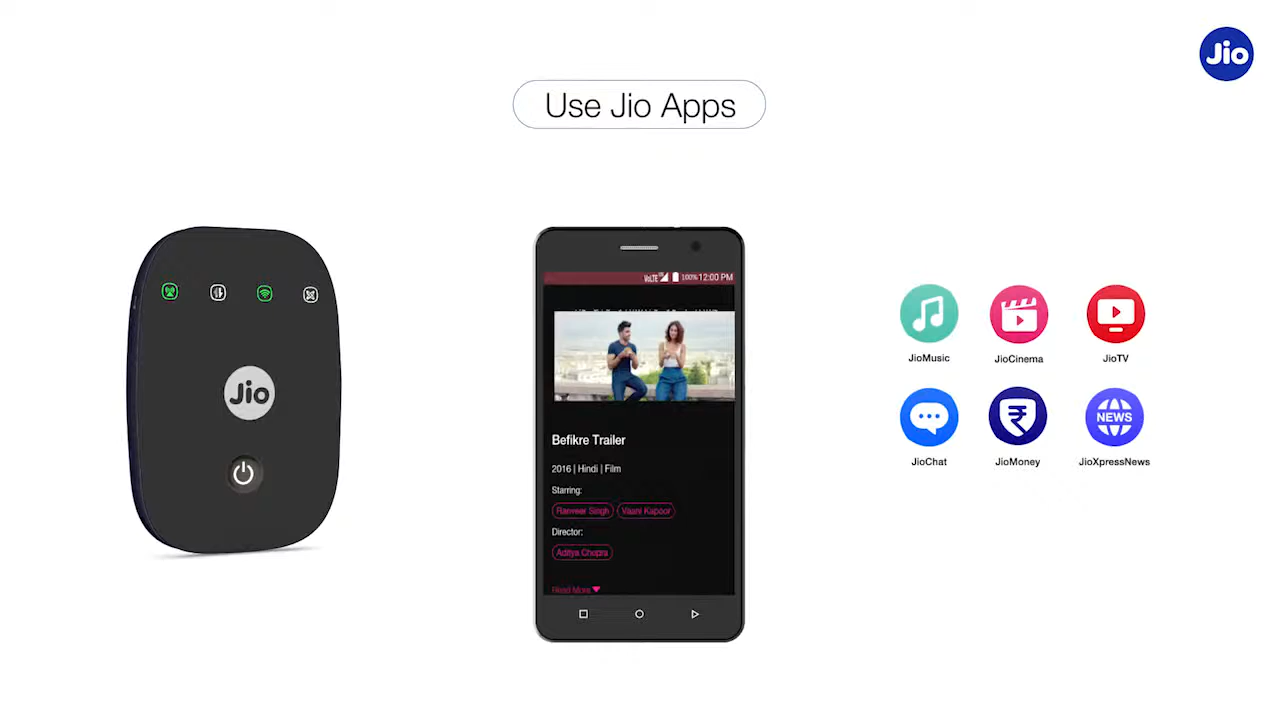 Jio
Use Jio Apps
Jio
VoLTE 100% 12:00 PM
Befikre Trailer
2016 | Hindi | Film
Starring:
Ranveer Singh Vaani Kapoor
Director:
Aditya Chopra
Read More
JioMusic JioCinema JioTV
NEWS
JioChat JioMoney JioXpressNews